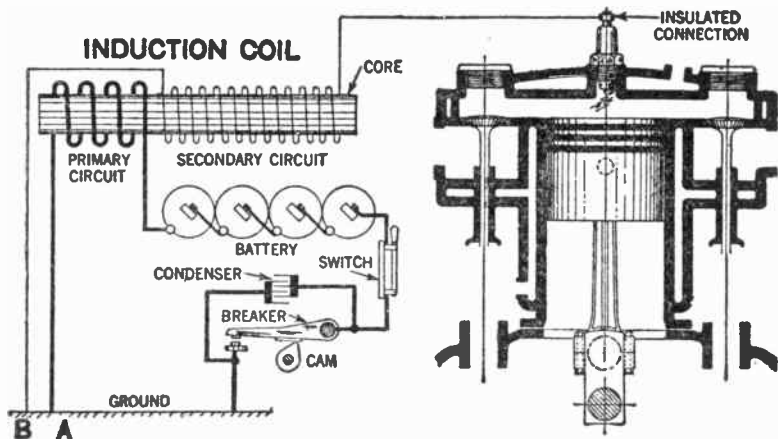 INSULATED
CONNECTION
INDUCTION COIL
CORE
PRIMARY
CIRCUIT
SECONDARY CIRCUIT
BATTERY
SWITCH
CONDENSER
BREAKER
CAM
GROUND
B A